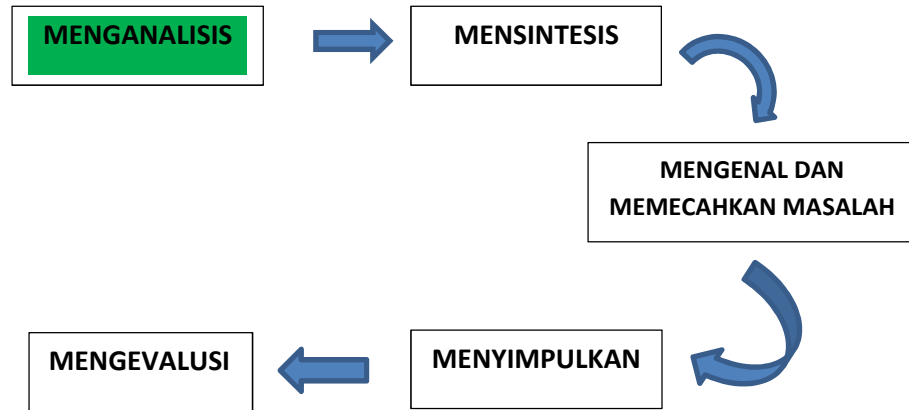 MENGANALISIS
MENSINTESIS
MENGENAL DAN
MEMECAHKAN MASALAH
MENYIMPULKAN
MENGEVALUSI